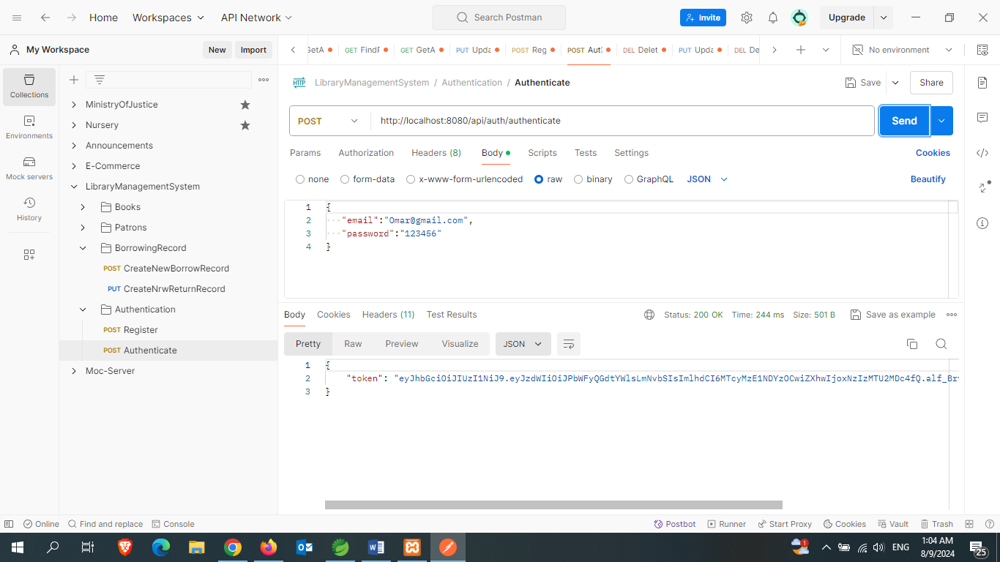 Home Workspaces API Network Search Postman Invite Upgrade
My Workspace New Import
GetA GET FindF GET GetA PUT Upda POST Reg POST Aut DEL Delet PUT Upda DEL De No environment
Collections
Environments
Mock servers
History
MinistryOfJustice
Nursery
Announcements
E-Commerce
LibraryManagementSystem
Books
Patrons
BorrowingRecord
POST CreateNewBorrowRecord
PUT CreateNrwReturnRecord
Authentication
POST Register
POST Authenticate
Moc-Server
HTTP LibraryManagementSystem / Authentication / Authenticate Save Share
POST http://localhost:8080/api/auth/authenticate Send
Params Authorization Headers (8) Body Scripts Tests Settings Cookies
none form-data x-www-form-urlencoded raw binary GraphQL JSON Beautify
1 {
2 "email":"Omar@gmail.com",
3 "password":"123456"
4 }
Body Cookies Headers (11) Test Results Status: 200 OK Time: 244 ms Size: 501 B Save as example
Pretty Raw Preview Visualize JSON
1 {
2 "token": "eyJhbGciOiJIUzI1NiJ9.eyJzdWIiOiJPbWFyQGdtYWlsLmNvbSIsImlhdCI6MTcyMzE1NDYzOCwiZXhwIjoxNzIzMTU2MDc4fQ.alf_Br
3 }
Online Find and replace Console Postbot Runner Start Proxy Cookies Vault Trash
1 ENG 1:04 AM
8/9/2024 25